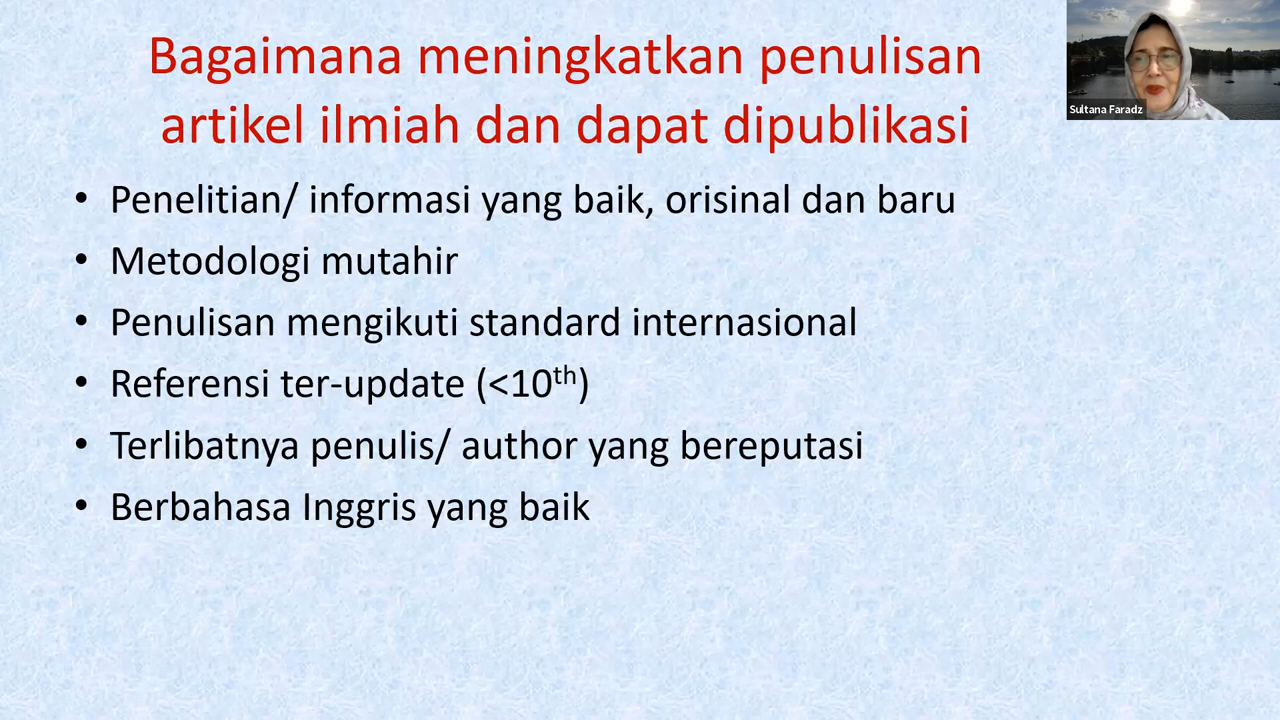 Bagaimana meningkatkan penulisan
artikel ilmiah dan dapat dipublikasi
Sultana Faradz
• Penelitian/ informasi yang baik, orisinal dan baru
• Metodologi mutahir
• Penulisan mengikuti standard internasional
• Referensi ter-update (<10th)
• Terlibatnya penulis/ author yang bereputasi
• Berbahasa Inggris yang baik